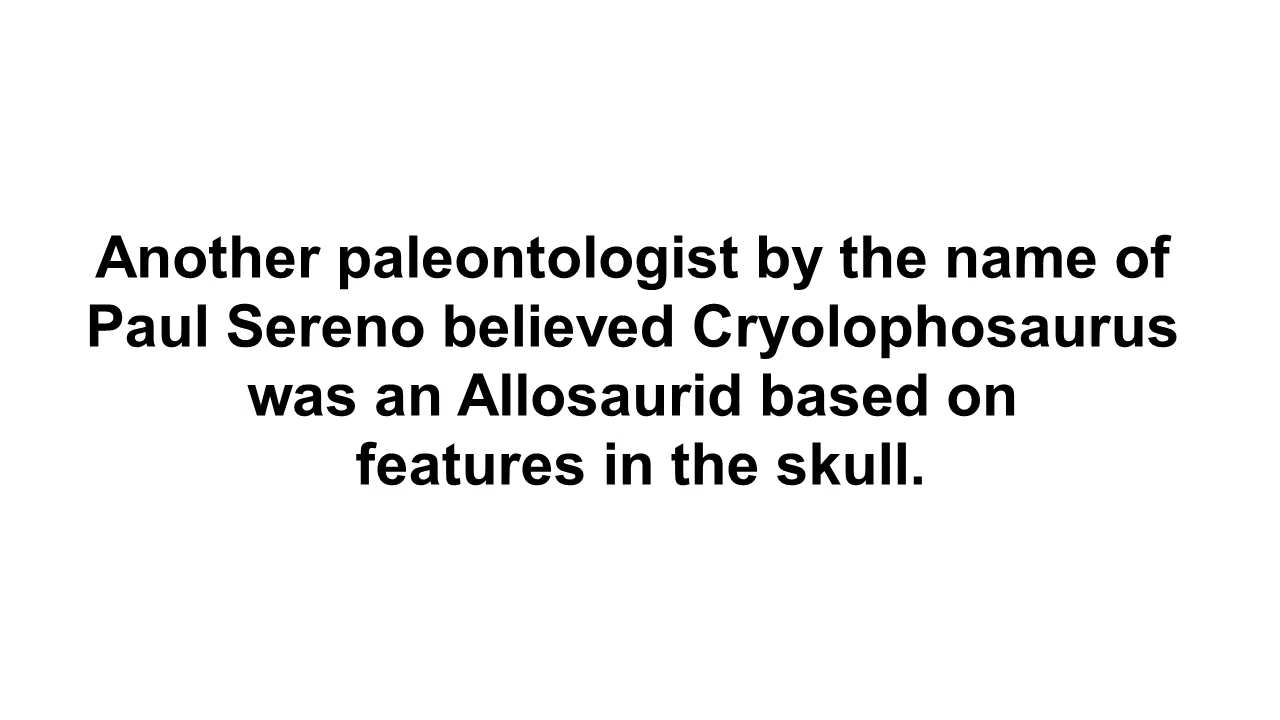 Another paleontologist by the name of
Paul Sereno believed Cryolophosaurus
was an Allosaurid based on
features in the skull.